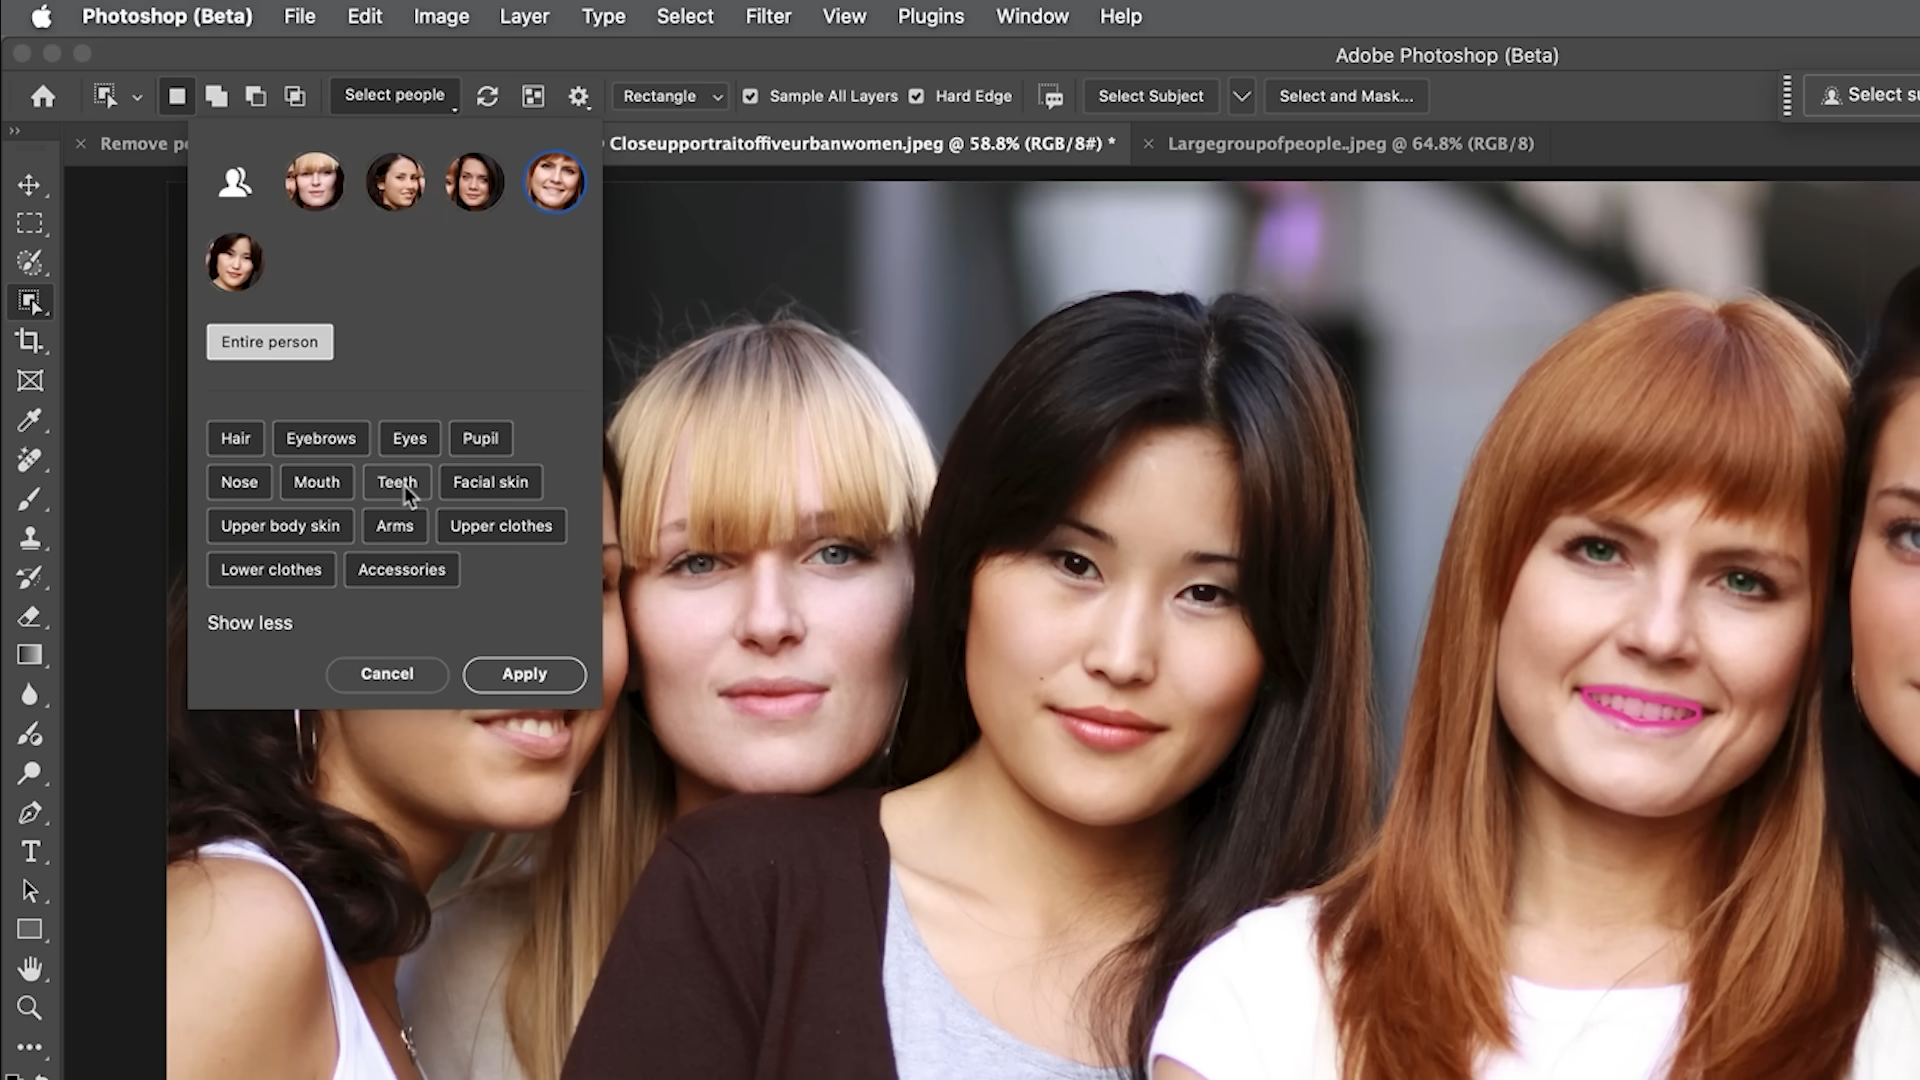 Photoshop (Beta) File Edit Image Layer Type Select Filter View Plugins Window Help
Adobe Photoshop (Beta)
Select people Rectangle Sample All Layers Hard Edge Select Subject Select and Mask... Select su
Remove pe Closeupportraitoffiveurbanwomen.jpeg @ 58.8% (RGB/8#) * Largegroupofpeople..jpeg @ 64.8% (RGB/8)
Entire person
Hair Eyebrows Eyes Pupil
Nose Mouth Teeth Facial skin
Upper body skin Arms Upper clothes
Lower clothes Accessories
Show less
Cancel Apply